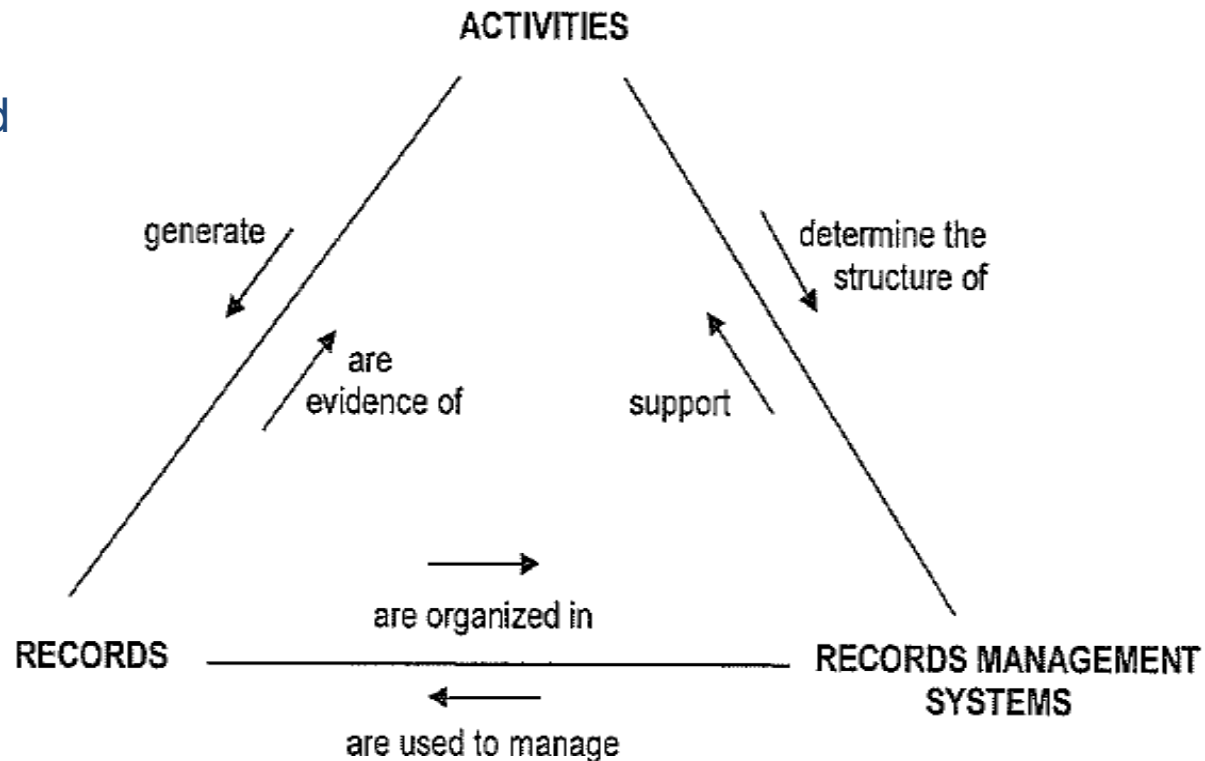 ACTIVITIES
d
generate
determine the
structure of
are
evidence of
support
are organized in
RECORDS
RECORDS MANAGEMENT
SYSTEMS
are used to manage